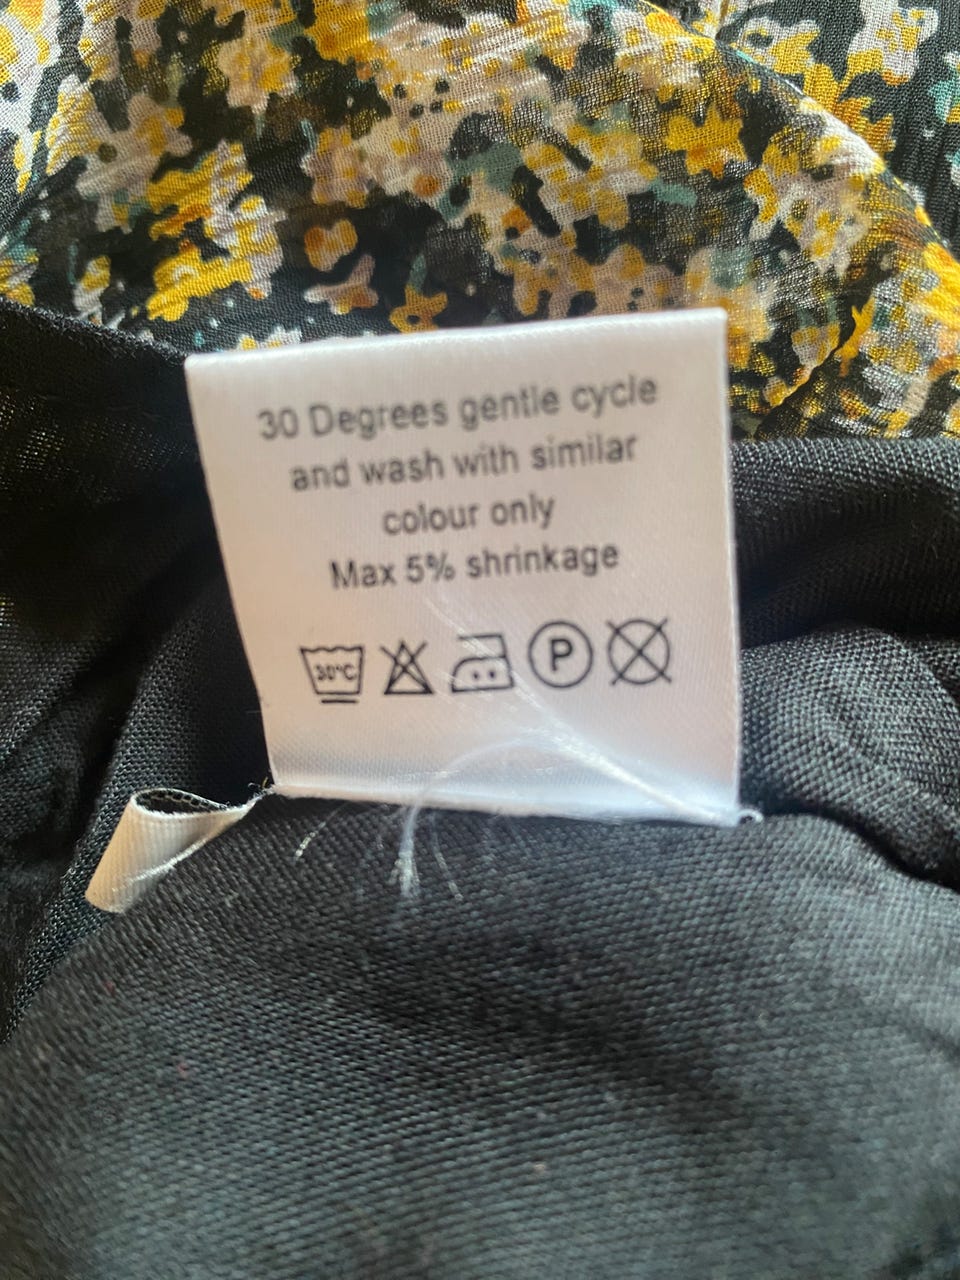 30 Degrees gentle cycle
and wash with similar
colour only
Max 5% shrinkage
30°C P